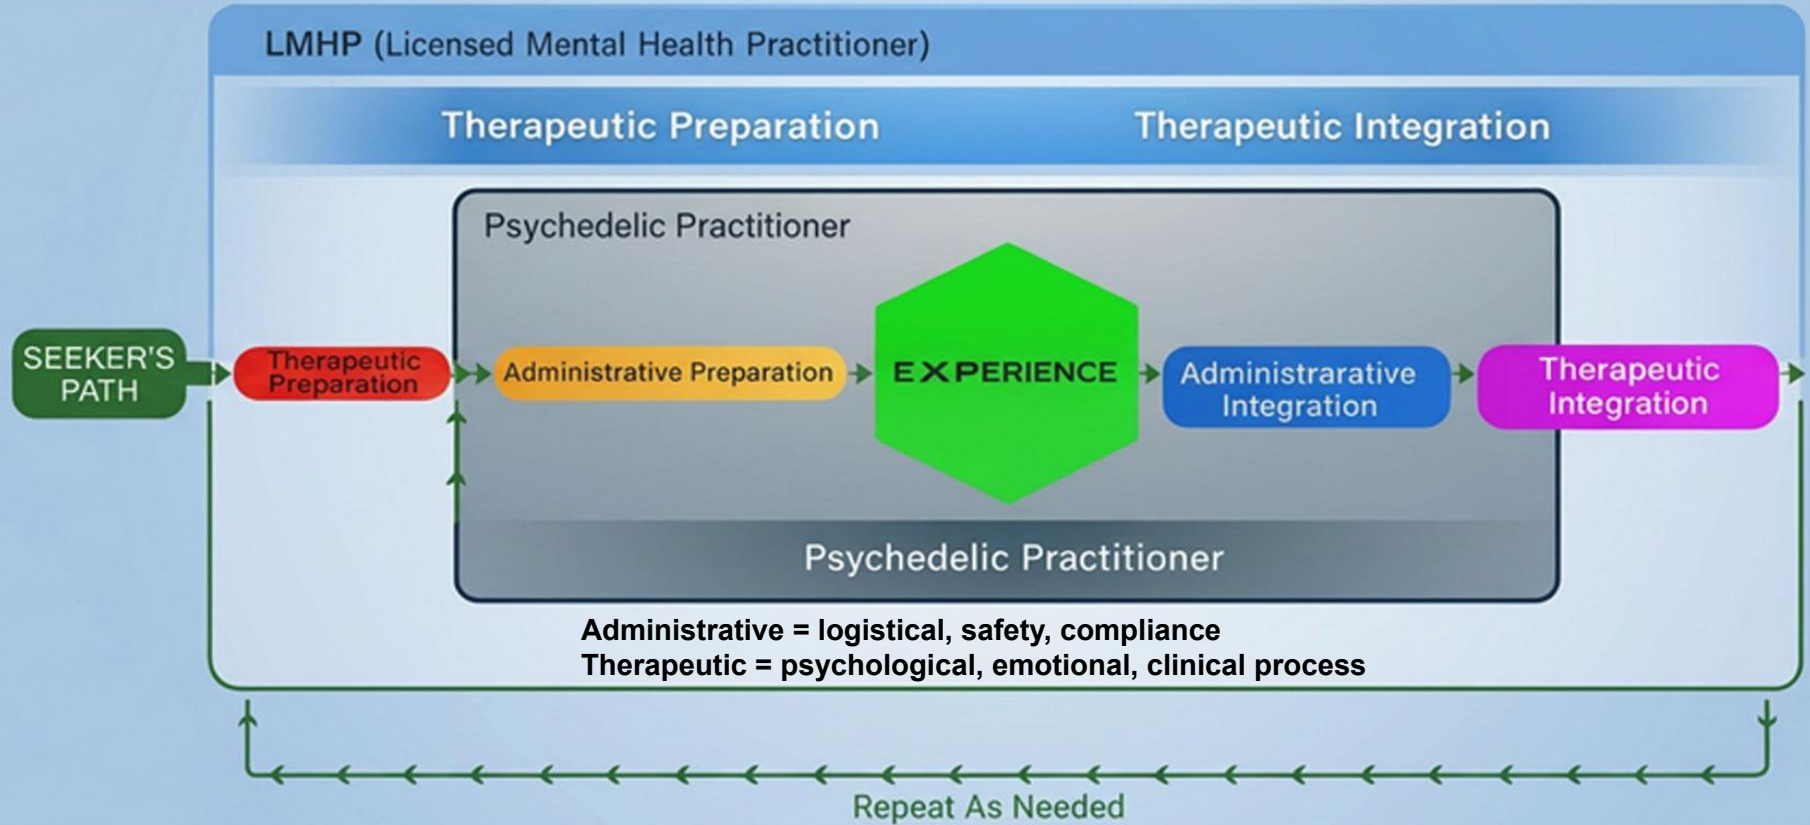 LMHP (Licensed Mental Health Practitioner)
Therapeutic Preparation
Therapeutic Integration
Psychedelic Practitioner
SEEKER'S
PATH
Therapeutic
Preparation
Administrative Preparation
EXPERIENCE
Administrarative
Integration
Therapeutic
Integration
Psychedelic Practitioner
Administrative = logistical, safety, compliance
Therapeutic = psychological, emotional, clinical process
Repeat As Needed